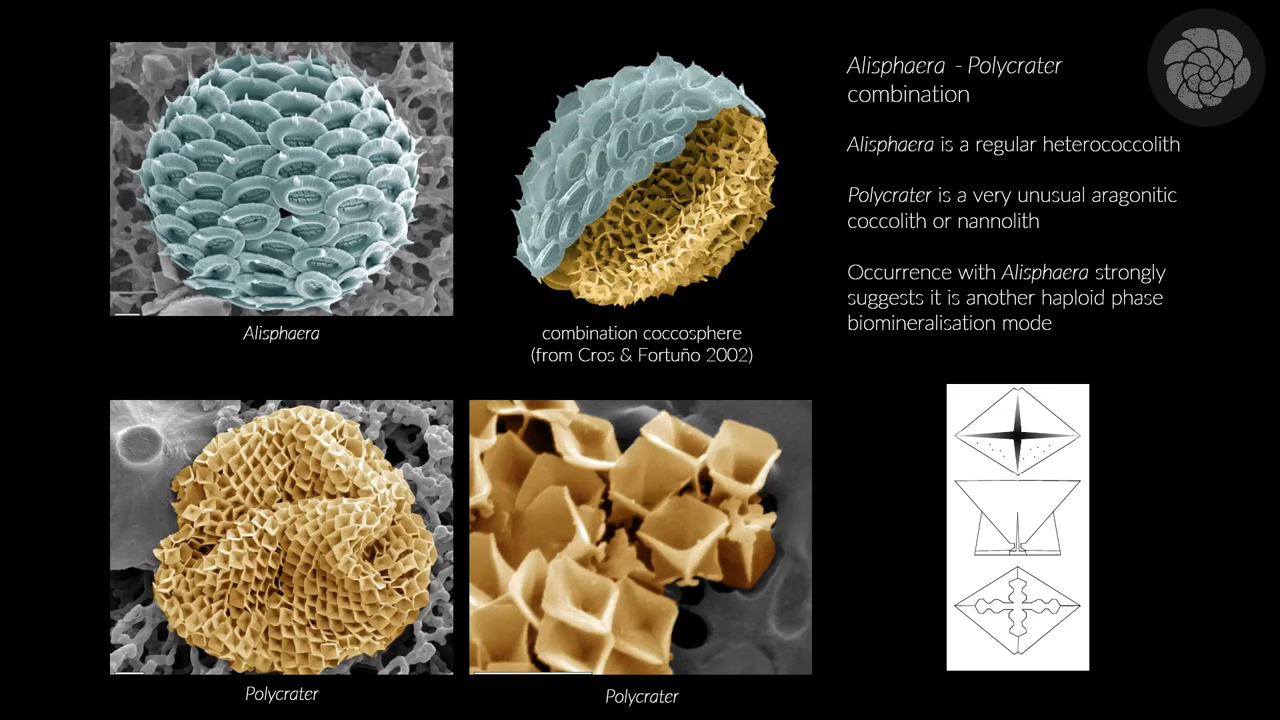 Alisphaera - Polycrater
combination
Alisphaera is a regular heterococcolith
Polycrater is a very unusual aragonitic
coccolith or nannolith
Occurrence with Alisphaera strongly
suggests it is another haploid phase
biomineralisation mode
Alisphaera
combination coccosphere
(from Cros & Fortuño 2002)
Polycrater
Polycrater